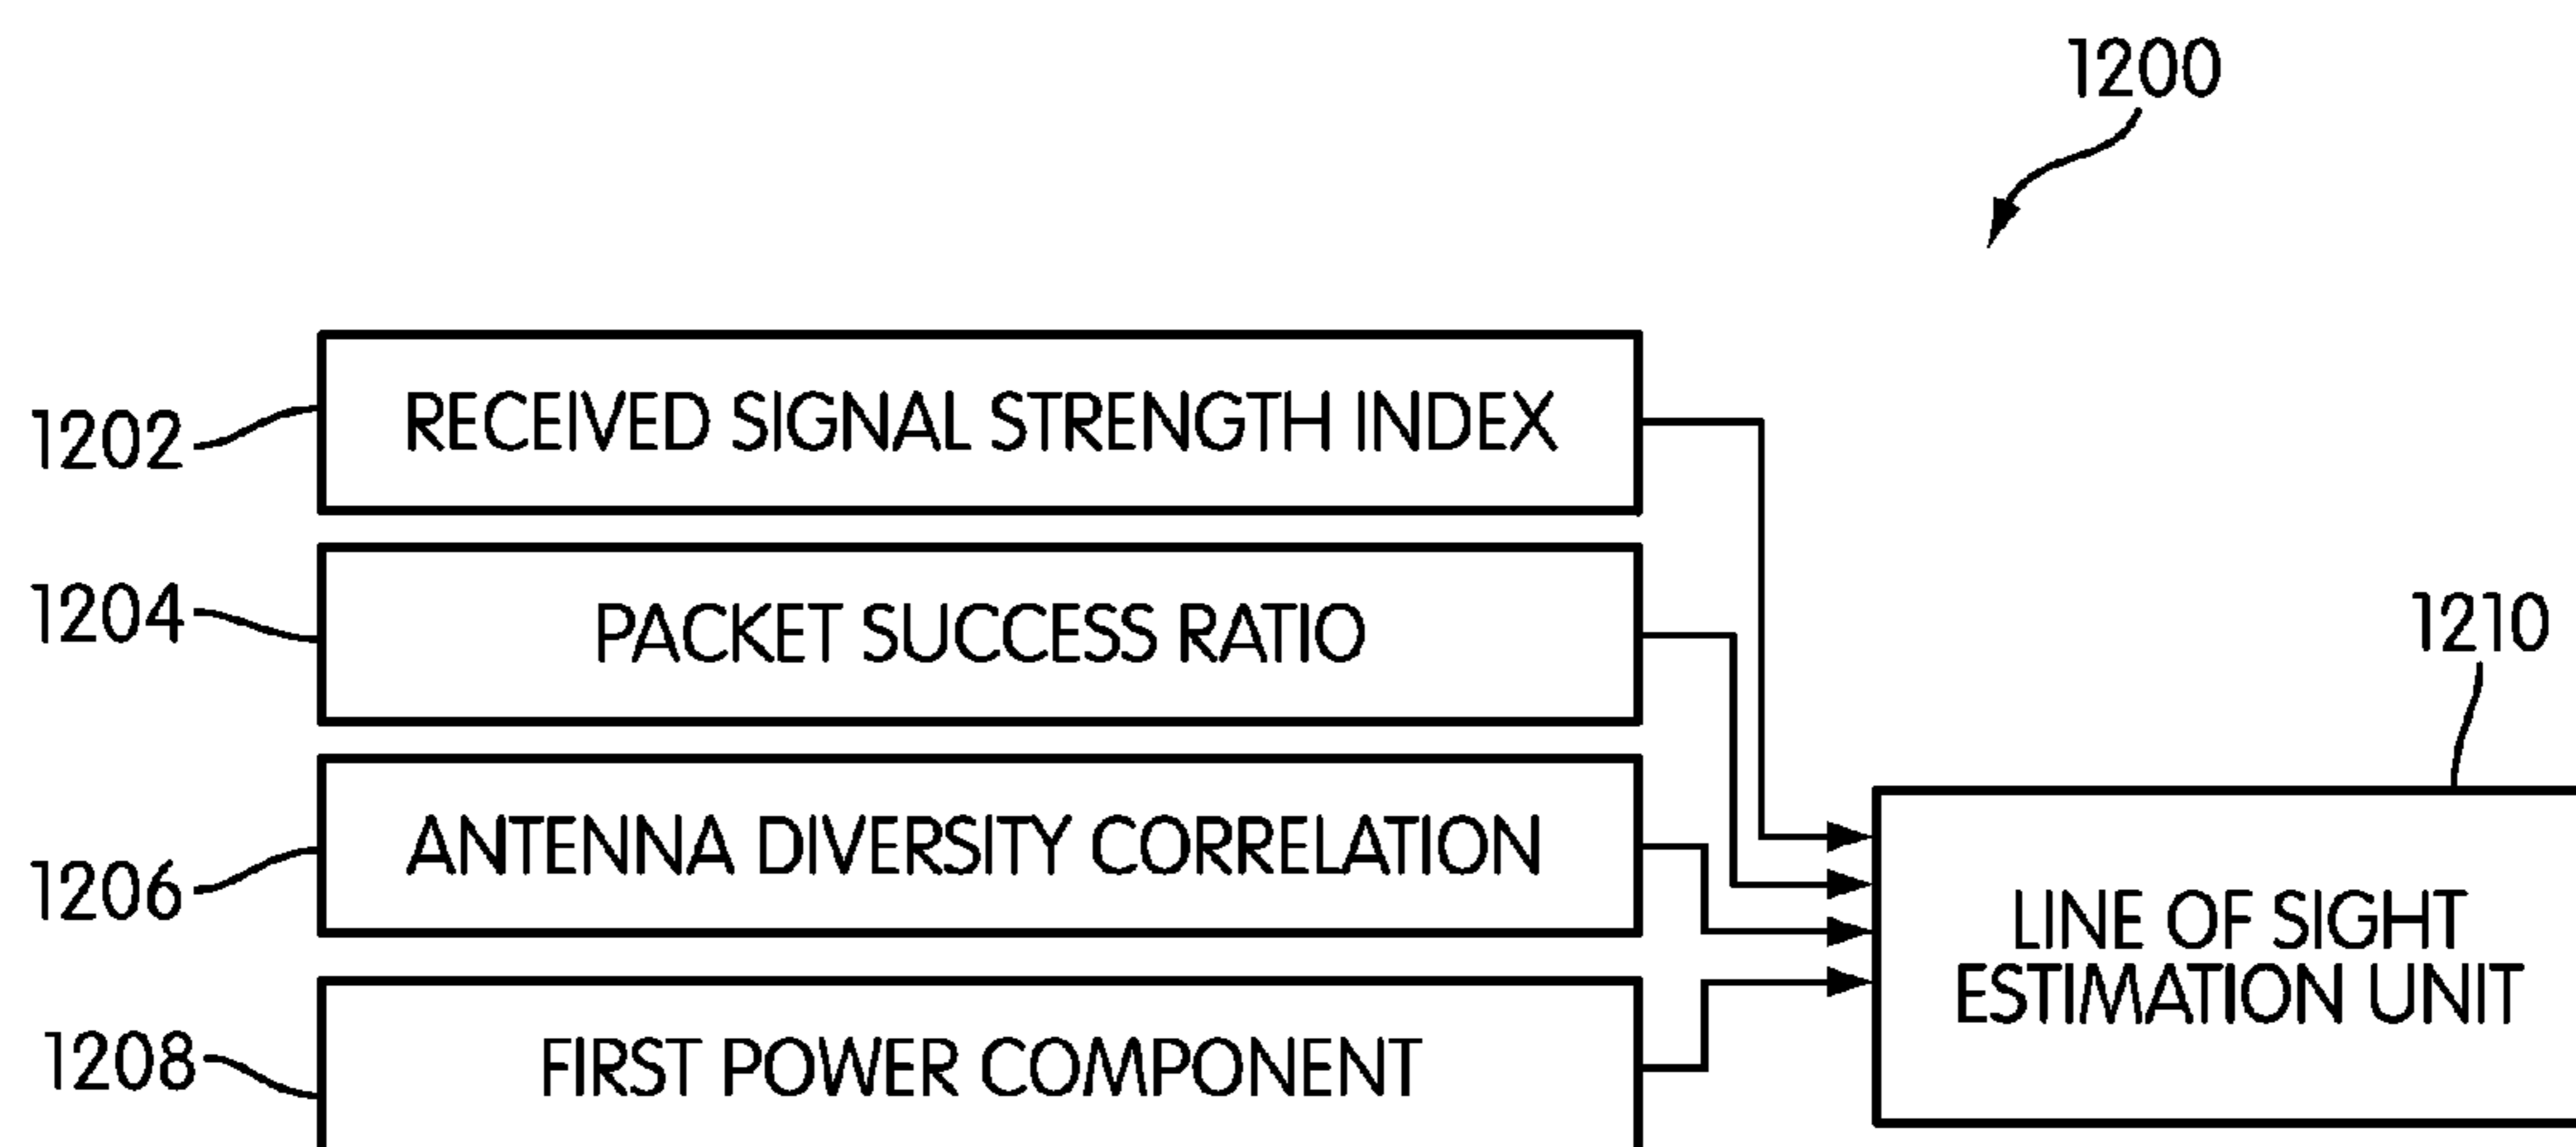 1200
1202
RECEIVED SIGNAL STRENGTH INDEX
1204
PACKET SUCCESS RATIO
1210
1206
ANTENNA DIVERSITY CORRELATION
LINE OF SIGHT
ESTIMATION UNIT
1208
FIRST POWER COMPONENT